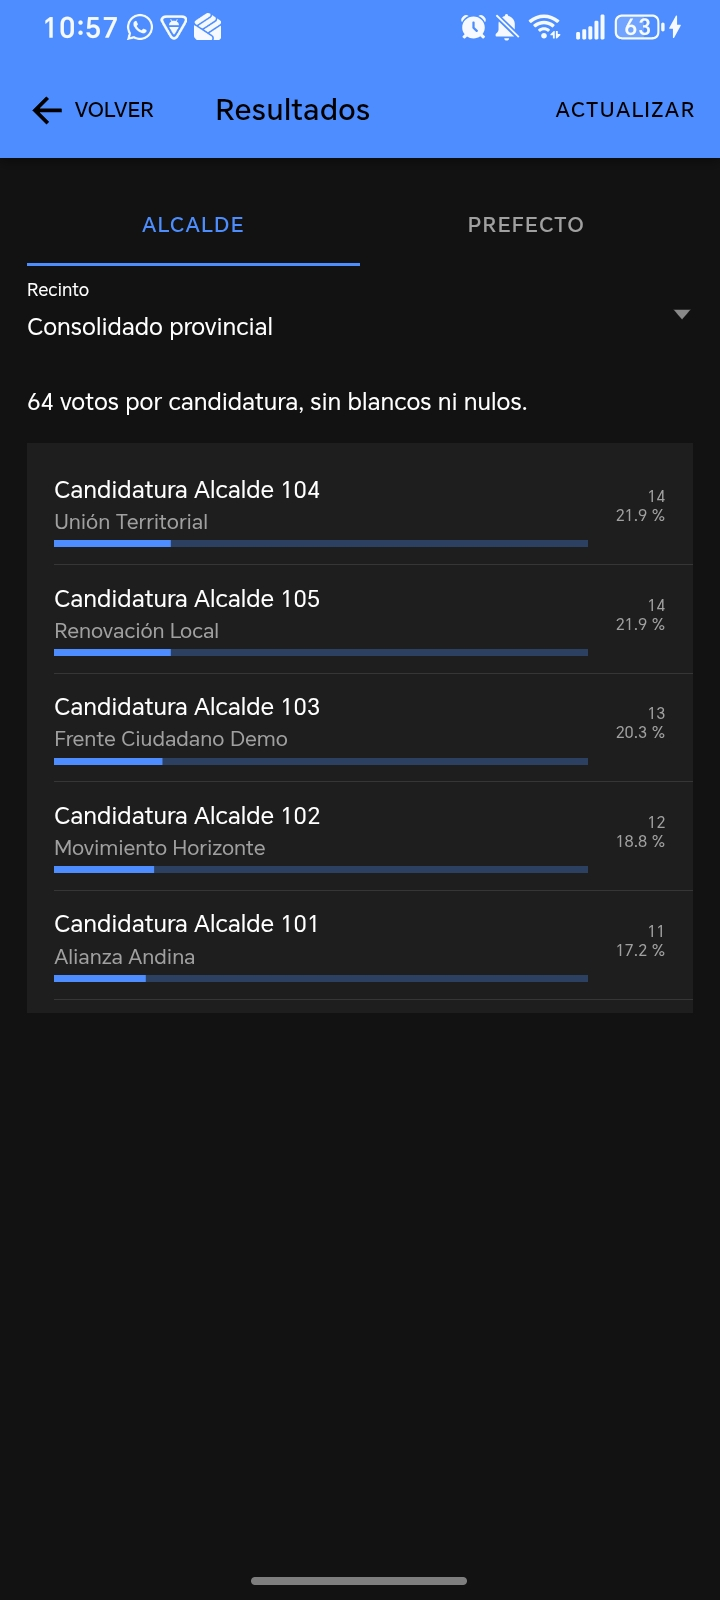 10:57
63
VOLVER
Resultados
ACTUALIZAR
ALCALDE
PREFECTO
Recinto
Consolidado provincial
64 votos por candidatura, sin blancos ni nulos.
Candidatura Alcalde 104
Unión Territorial
14
21.9 %
Candidatura Alcalde 105
Renovación Local
14
21.9 %
Candidatura Alcalde 103
Frente Ciudadano Demo
13
20.3 %
Candidatura Alcalde 102
Movimiento Horizonte
12
18.8 %
Candidatura Alcalde 101
Alianza Andina
11
17.2 %